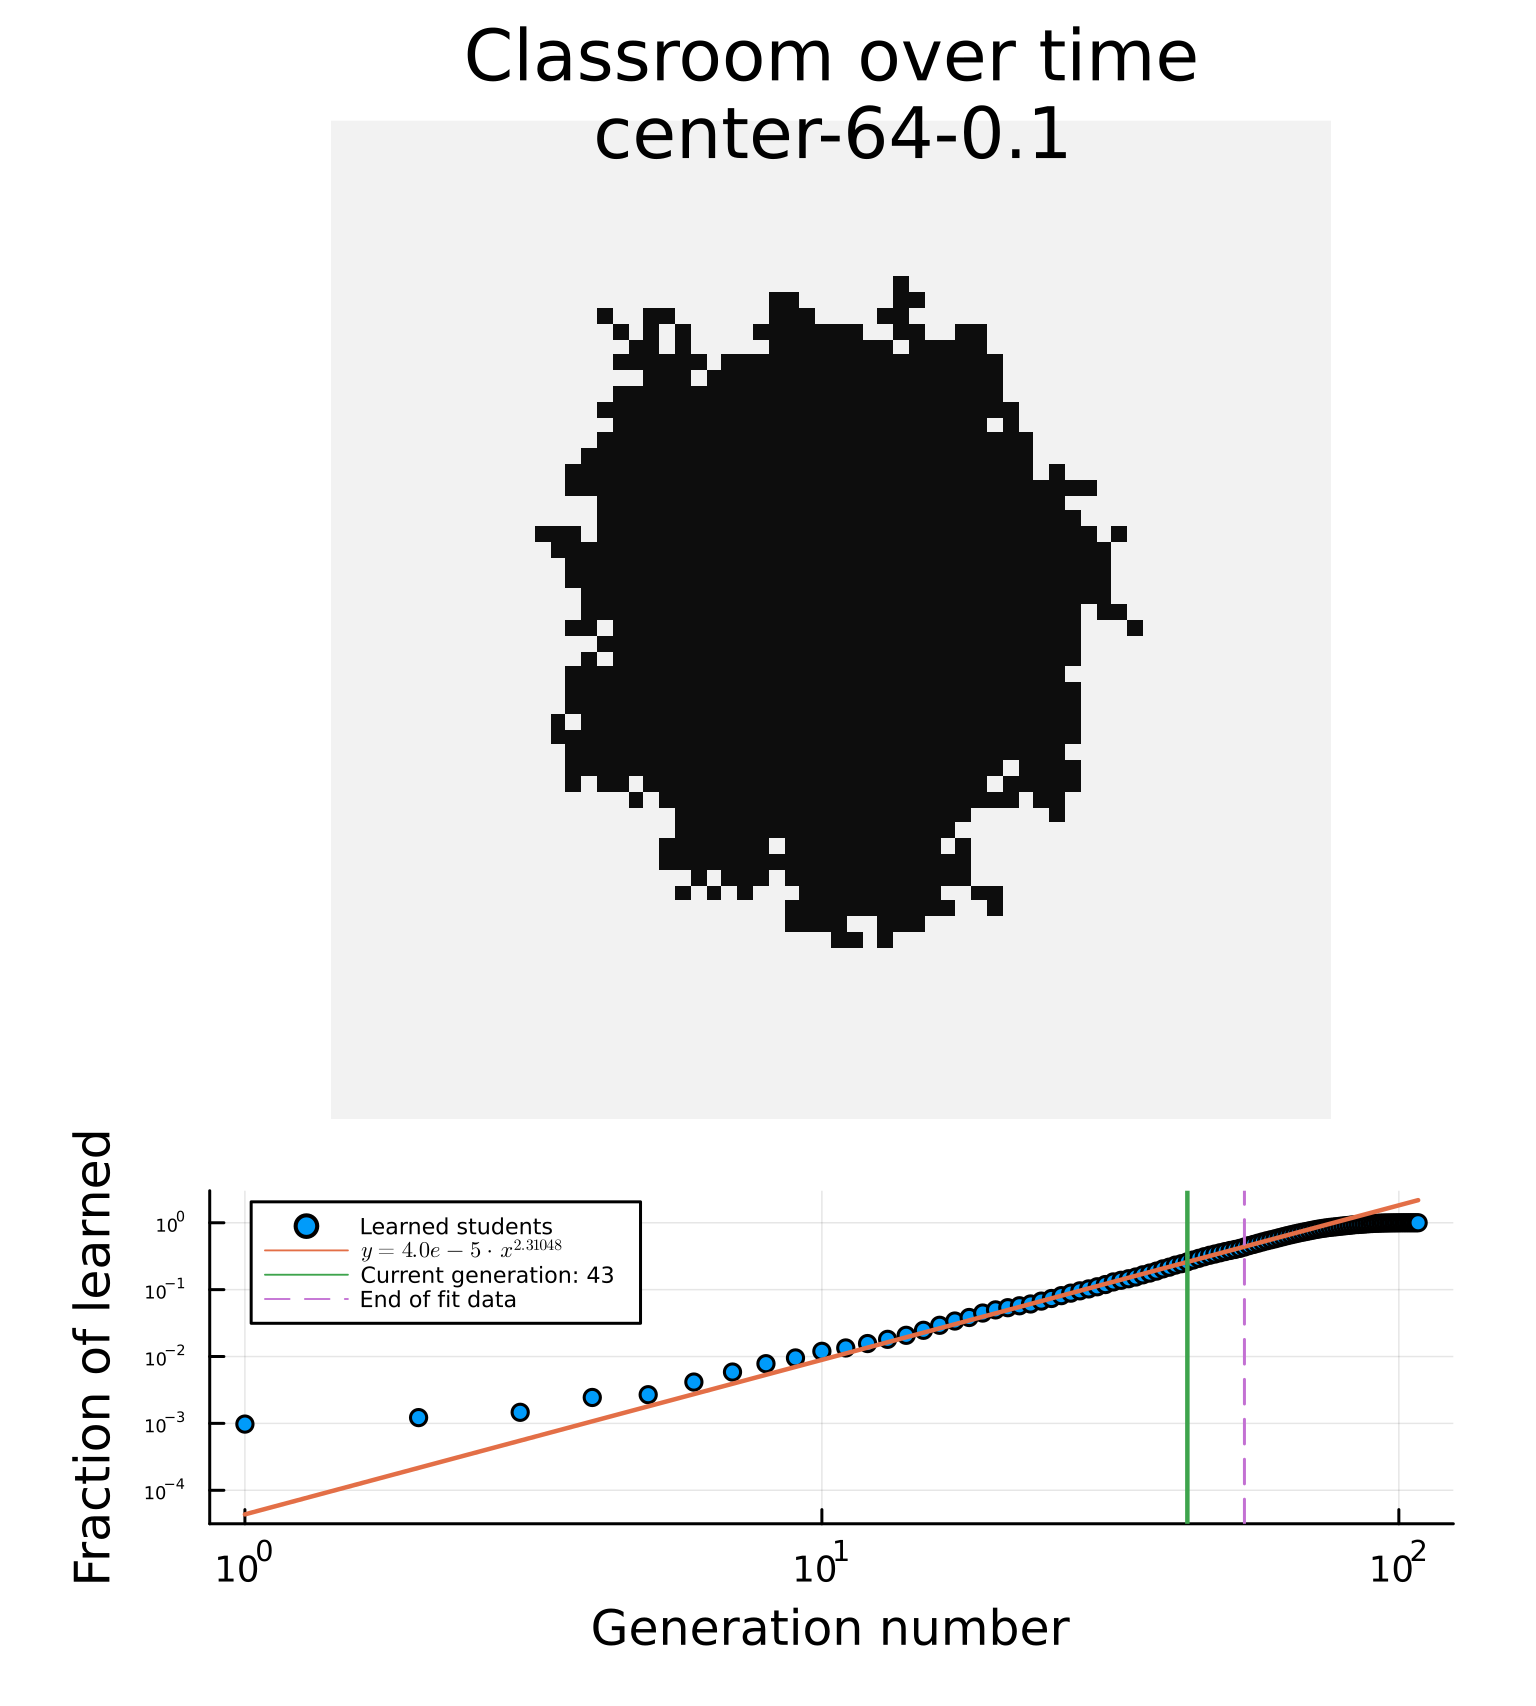 Classroom over time
center-64-0.1
Fraction of learned
10^0
10^-1
10^-2
10^-3
10^-4
Learned students
y = 4.0e − 5 · x^2.31048
Current generation: 43
End of fit data
10^0 10^1 10^2
Generation number